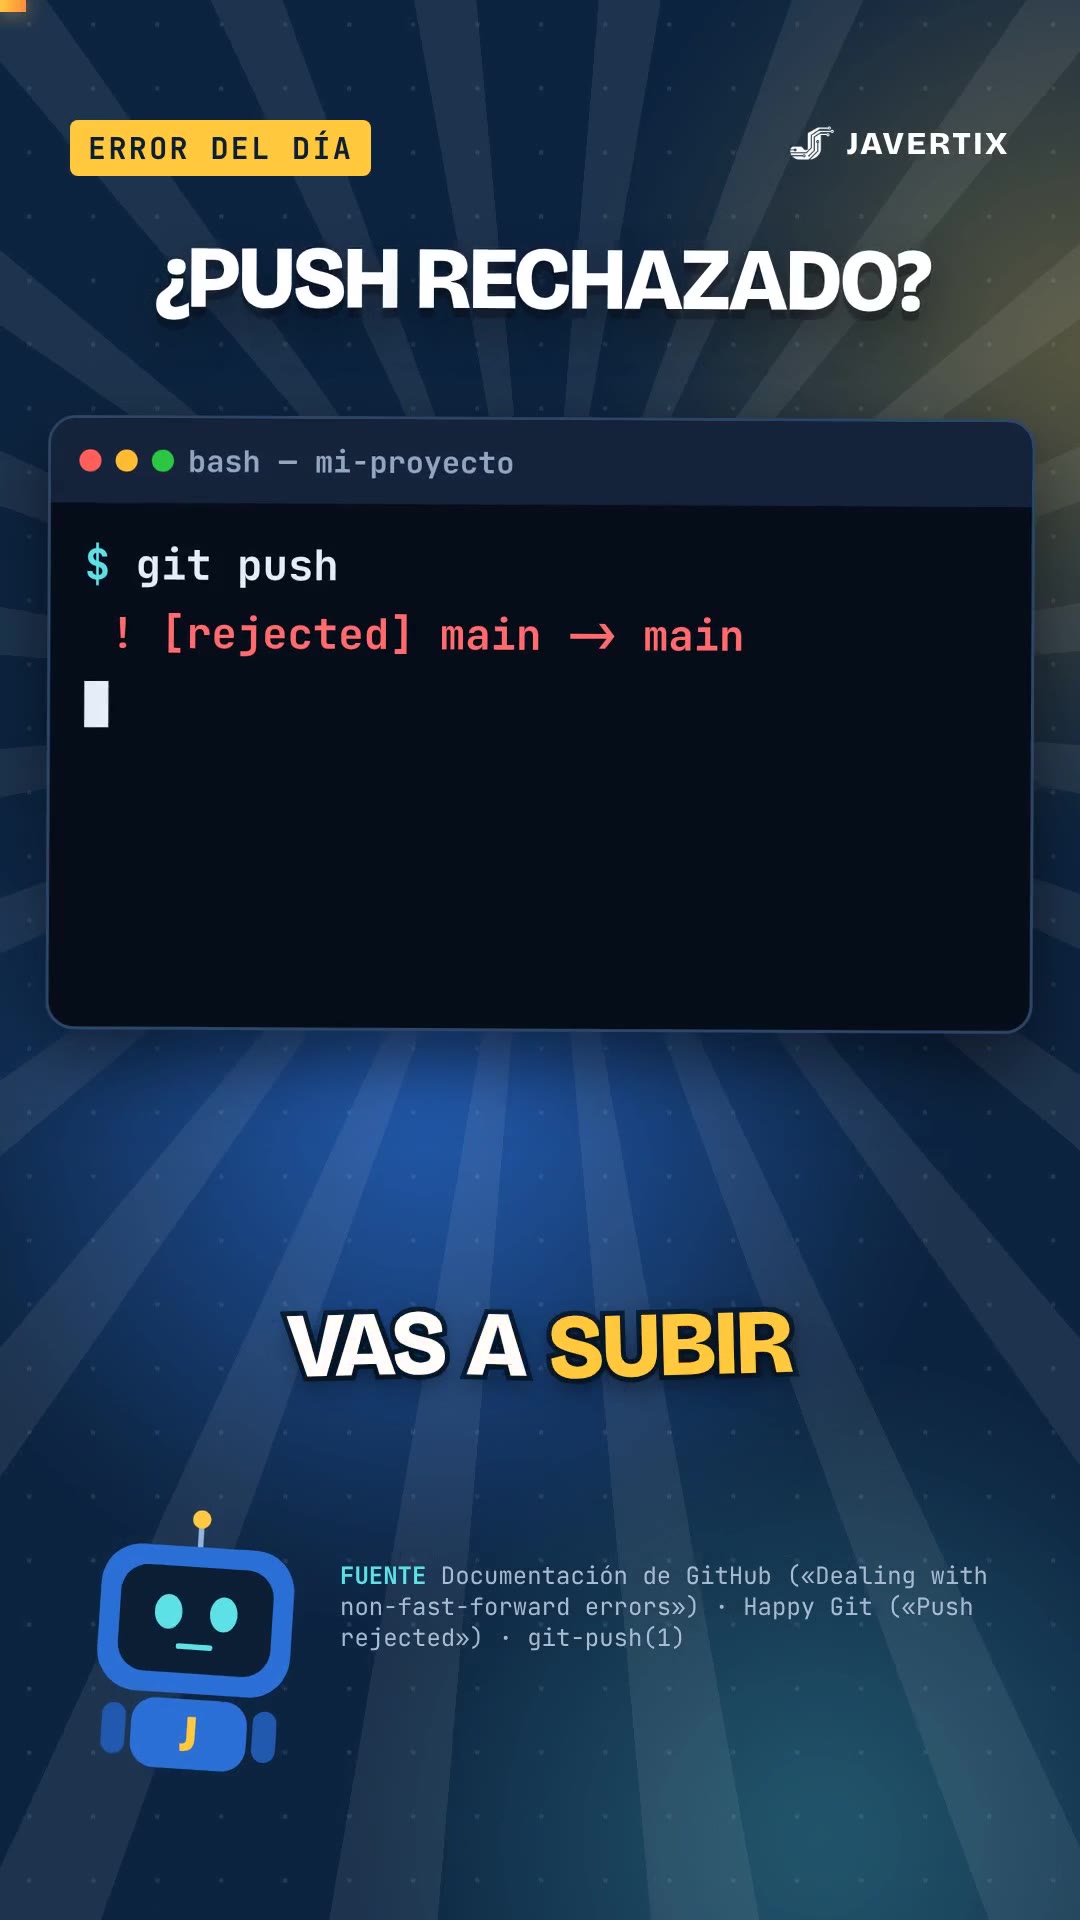 ERROR DEL DÍA
JAVERTIX
¿PUSH RECHAZADO?
bash — mi-proyecto
$ git push
! [rejected] main -> main
VAS A SUBIR
FUENTE Documentación de GitHub («Dealing with
non-fast-forward errors») · Happy Git («Push
rejected») · git-push(1)
J